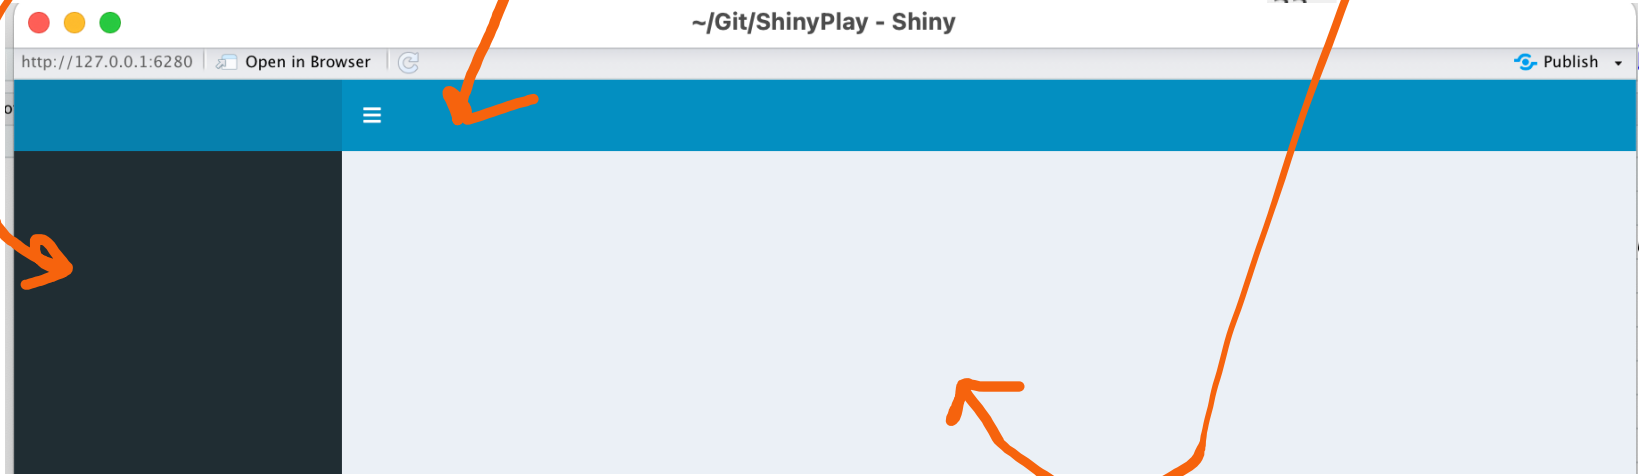 ~/Git/ShinyPlay - Shiny
http://127.0.0.1:6280 Open in Browser Publish